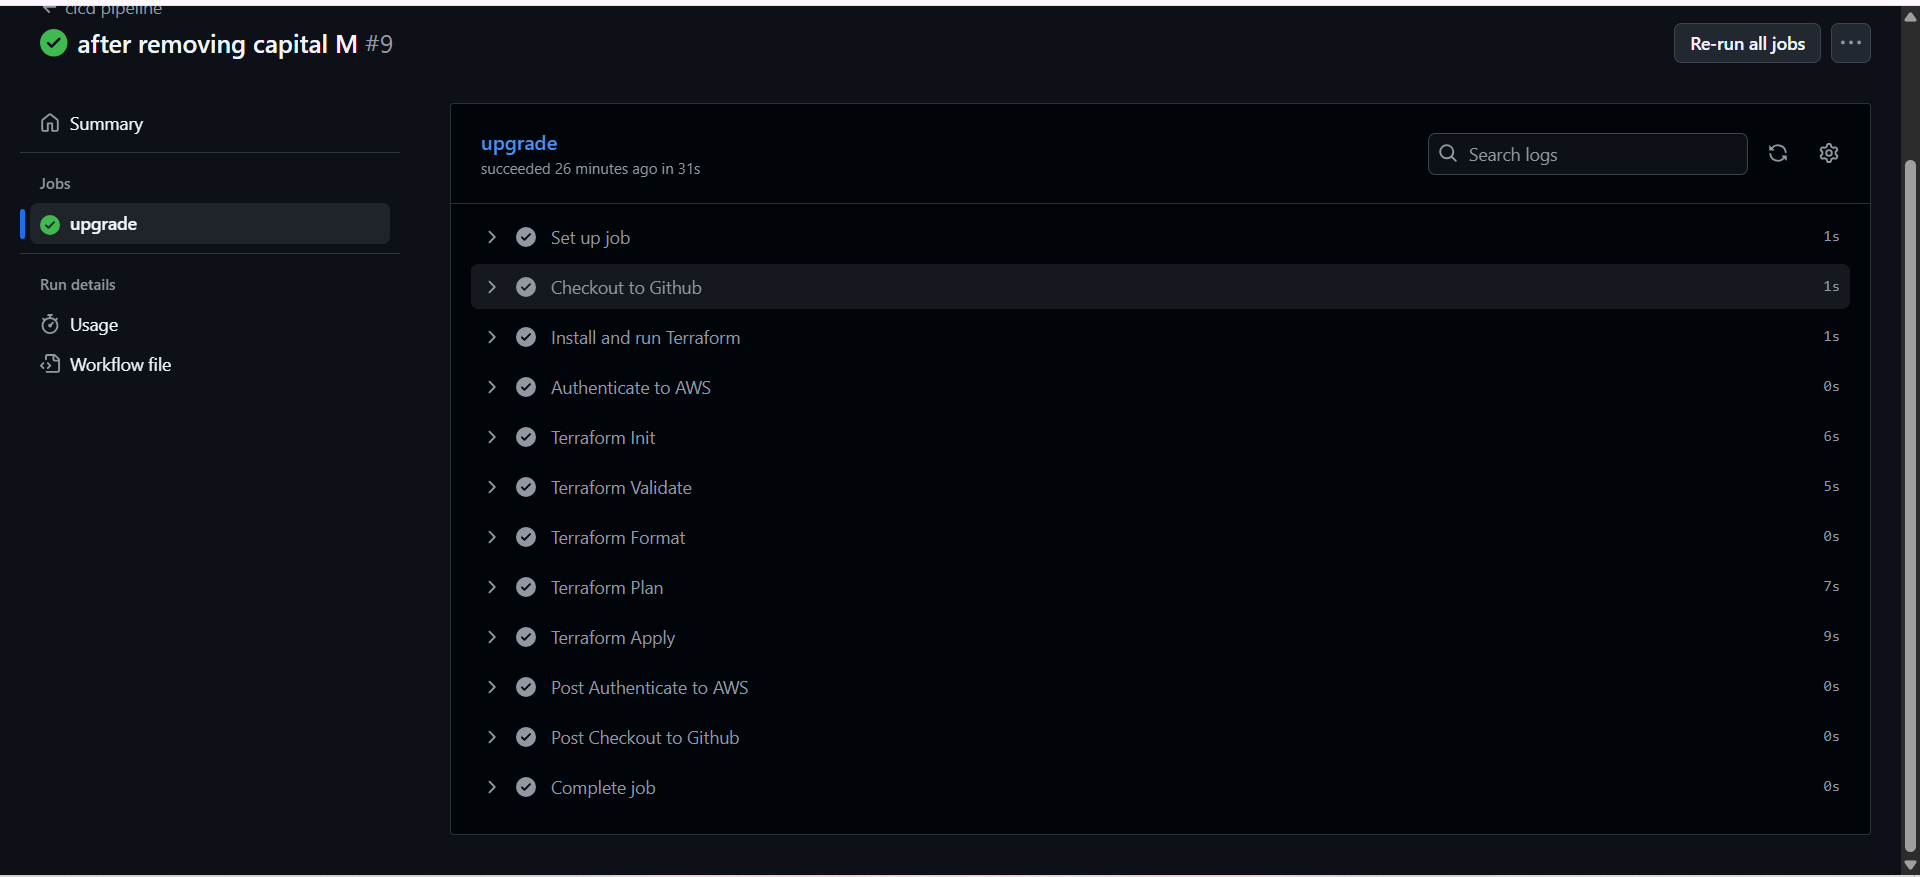 cicd pipeline
after removing capital M #9
Re-run all jobs
Summary
Jobs
upgrade
Run details
Usage
Workflow file
upgrade
succeeded 26 minutes ago in 31s
Search logs
Set up job 1s
Checkout to Github 1s
Install and run Terraform 1s
Authenticate to AWS 0s
Terraform Init 6s
Terraform Validate 5s
Terraform Format 0s
Terraform Plan 7s
Terraform Apply 9s
Post Authenticate to AWS 0s
Post Checkout to Github 0s
Complete job 0s